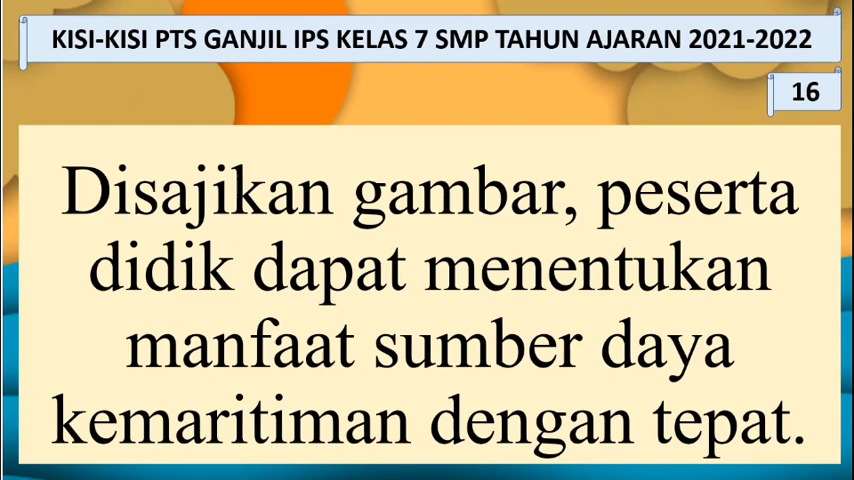 KISI-KISI PTS GANJIL IPS KELAS 7 SMP TAHUN AJARAN 2021-2022
16
Disajikan gambar, peserta
didik dapat menentukan
manfaat sumber daya
kemaritiman dengan tepat.